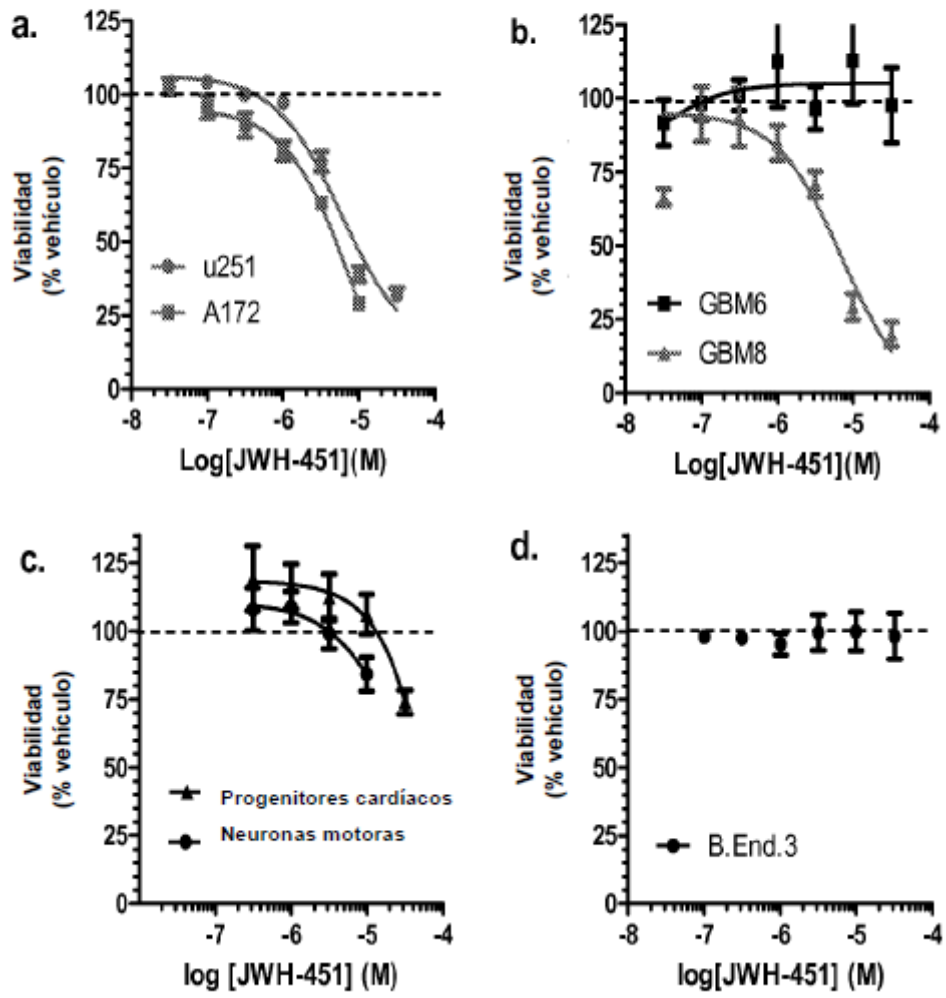 a.
125
100
75
50
25
0
Viabilidad
(% vehículo)
u251
A172
-8 -7 -6 -5 -4
Log[JWH-451](M)
b.
125
100
75
50
25
0
Viabilidad
(% vehículo)
GBM6
GBM8
-8 -7 -6 -5 -4
Log[JWH-451](M)
c.
125
100
75
50
25
0
Viabilidad
(% vehículo)
Progenitores cardíacos
Neuronas motoras
-7 -6 -5 -4
log [JWH-451] (M)
d.
125
100
75
50
25
0
Viabilidad
(% vehículo)
B.End.3
-8 -7 -6 -5 -4
log[JWH-451] (M)